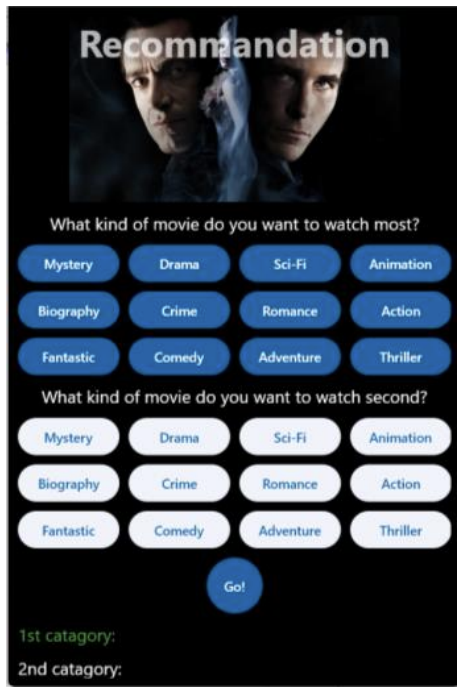 Recommandation
What kind of movie do you want to watch most?
Mystery Drama Sci-Fi Animation
Biography Crime Romance Action
Fantastic Comedy Adventure Thriller
What kind of movie do you want to watch second?
Mystery Drama Sci-Fi Animation
Biography Crime Romance Action
Fantastic Comedy Adventure Thriller
Go!
1st catagory:
2nd catagory: